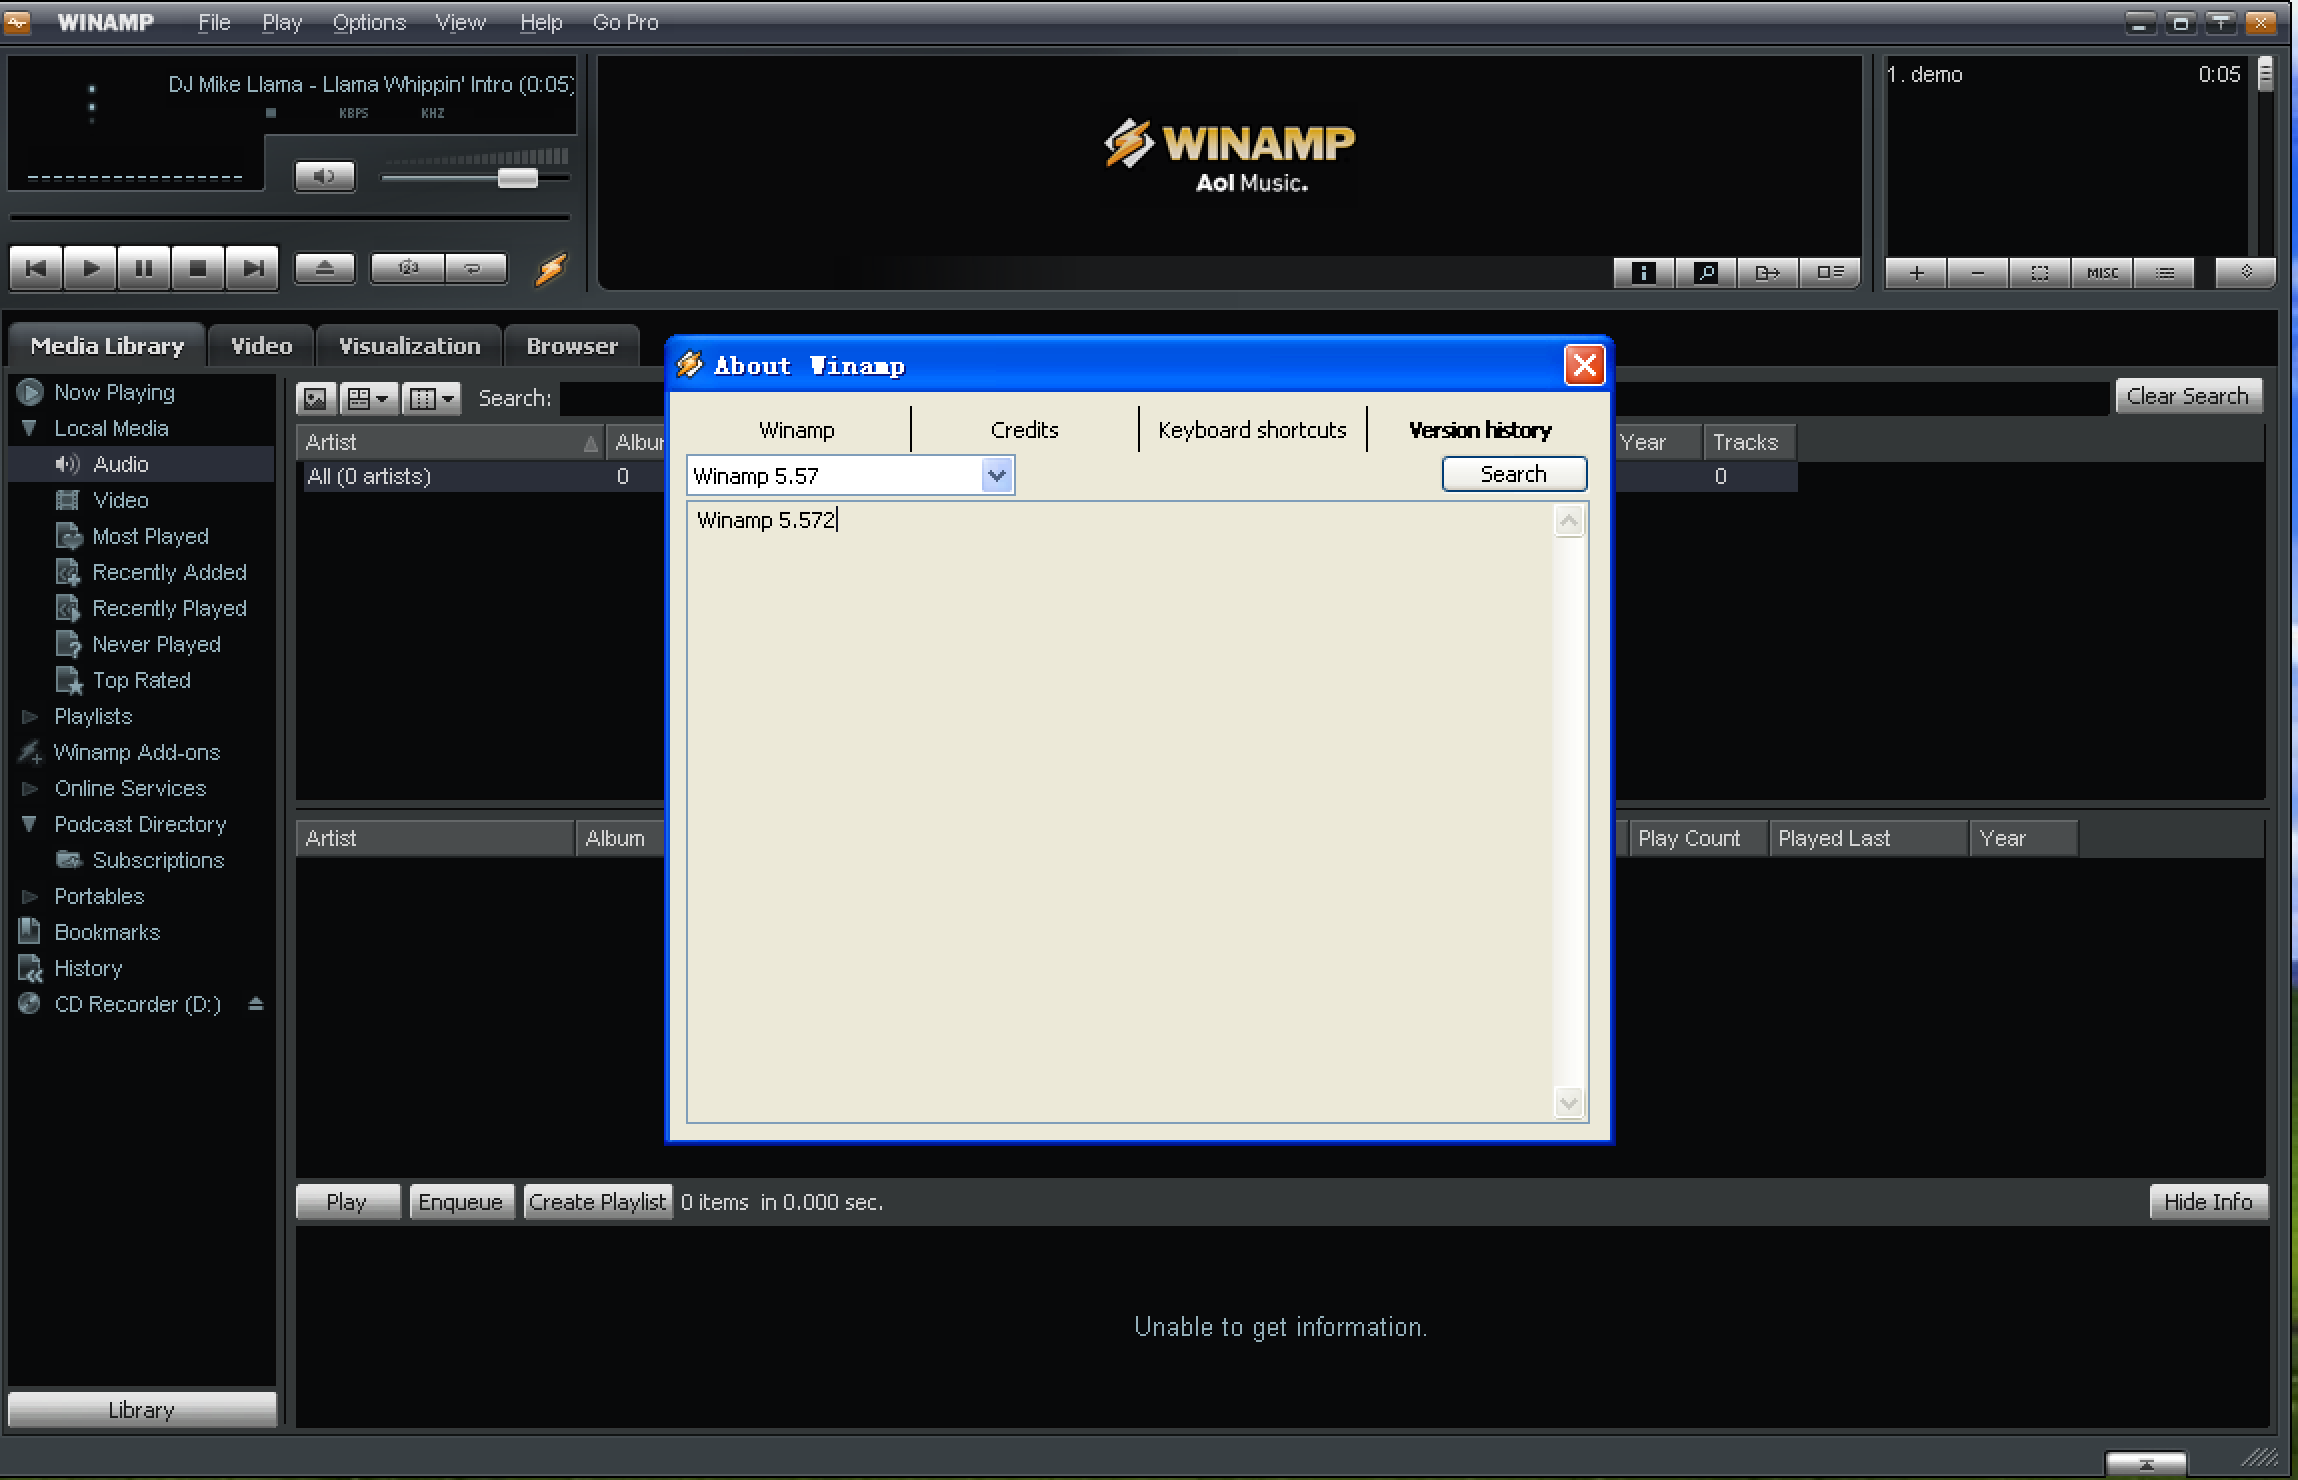 WINAMP File Play Options View Help Go Pro
DJ Mike Llama - Llama Whippin' Intro (0:05)
KBPS KHZ
WINAMP
Aol Music.
1. demo 0:05
MISC
Media Library Video Visualization Browser
Now Playing
Local Media
Audio
Video
Most Played
Recently Added
Recently Played
Never Played
Top Rated
Playlists
Winamp Add-ons
Online Services
Podcast Directory
Subscriptions
Portables
Bookmarks
History
CD Recorder (D:)
Library
Search: Clear Search
Artist Albu Year Tracks
All (0 artists) 0 0
About Winamp
Winamp Credits Keyboard shortcuts Version history
Winamp 5.57 Search
Winamp 5.572
Artist Album Play Count Played Last Year
Play Enqueue Create Playlist 0 items in 0.000 sec. Hide Info
Unable to get information.